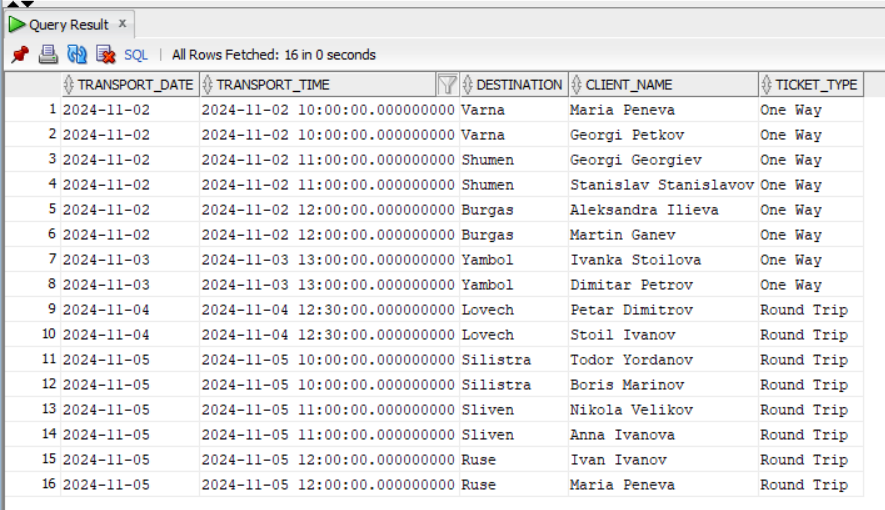 Query Result x
SQL | All Rows Fetched: 16 in 0 seconds
TRANSPORT_DATE TRANSPORT_TIME DESTINATION CLIENT_NAME TICKET_TYPE
1 2024-11-02 2024-11-02 10:00:00.000000000 Varna Maria Peneva One Way
2 2024-11-02 2024-11-02 10:00:00.000000000 Varna Georgi Petkov One Way
3 2024-11-02 2024-11-02 11:00:00.000000000 Shumen Georgi Georgiev One Way
4 2024-11-02 2024-11-02 11:00:00.000000000 Shumen Stanislav Stanislavov One Way
5 2024-11-02 2024-11-02 12:00:00.000000000 Burgas Aleksandra Ilieva One Way
6 2024-11-02 2024-11-02 12:00:00.000000000 Burgas Martin Ganev One Way
7 2024-11-03 2024-11-03 13:00:00.000000000 Yambol Ivanka Stoilova One Way
8 2024-11-03 2024-11-03 13:00:00.000000000 Yambol Dimitar Petrov One Way
9 2024-11-04 2024-11-04 12:30:00.000000000 Lovech Petar Dimitrov Round Trip
10 2024-11-04 2024-11-04 12:30:00.000000000 Lovech Stoil Ivanov Round Trip
11 2024-11-05 2024-11-05 10:00:00.000000000 Silistra Todor Yordanov Round Trip
12 2024-11-05 2024-11-05 10:00:00.000000000 Silistra Boris Marinov Round Trip
13 2024-11-05 2024-11-05 11:00:00.000000000 Sliven Nikola Velikov Round Trip
14 2024-11-05 2024-11-05 11:00:00.000000000 Sliven Anna Ivanova Round Trip
15 2024-11-05 2024-11-05 12:00:00.000000000 Ruse Ivan Ivanov Round Trip
16 2024-11-05 2024-11-05 12:00:00.000000000 Ruse Maria Peneva Round Trip